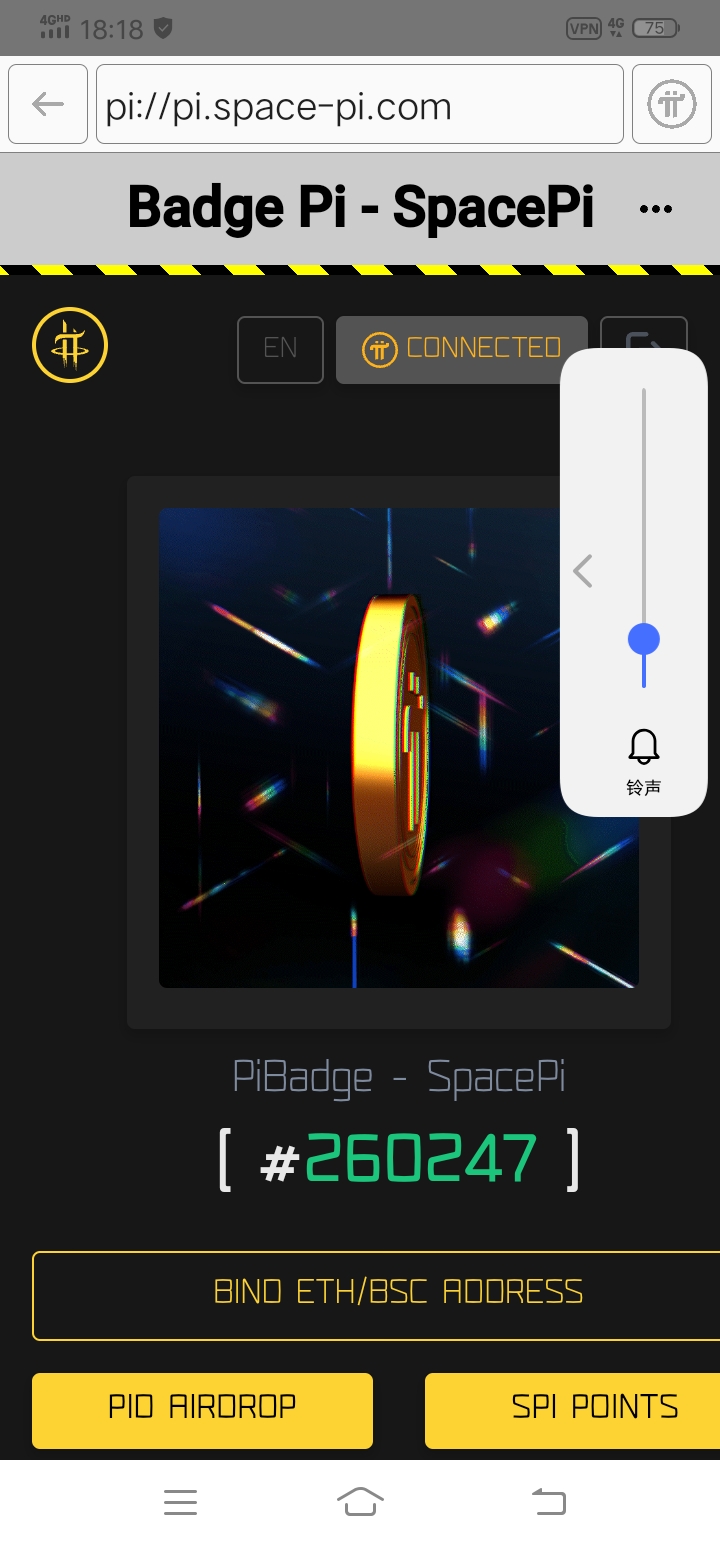 4GHD 18:18 VPN 4G 75
pi://pi.space-pi.com
Badge Pi - SpacePi ...
EN CONNECTED
铃声
PiBadge - SpacePi
[ #260247 ]
BIND ETH/BSC ADDRESS
PID AIRDROP SPI POINTS